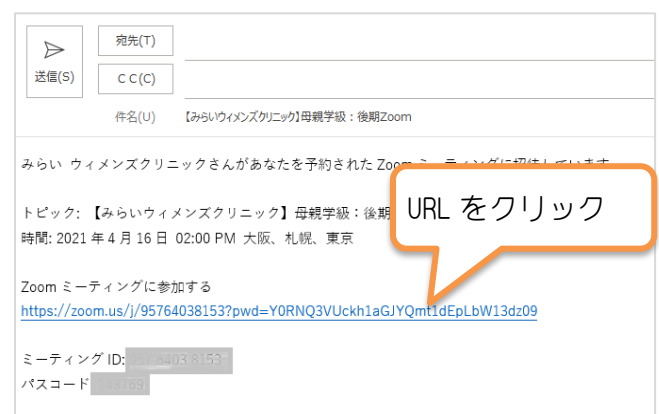 宛先(T)
送信(S)
C C (C)
件名(U) 【みらいウィメンズクリニック】母親学級：後期Zoom
みらい ウィメンズクリニックさんがあなたを予約された Zoom ミーティングに招待しています
URL をクリック
トピック: 【みらいウィメンズクリニック】母親学級：後期
時間: 2021 年 4 月 16 日 02:00 PM 大阪、札幌、東京
Zoom ミーティングに参加する
https://zoom.us/j/95764038153?pwd=Y0RNQ3VUckh1aGJYQmt1dEpLbW13dz09
ミーティング ID:
パスコード